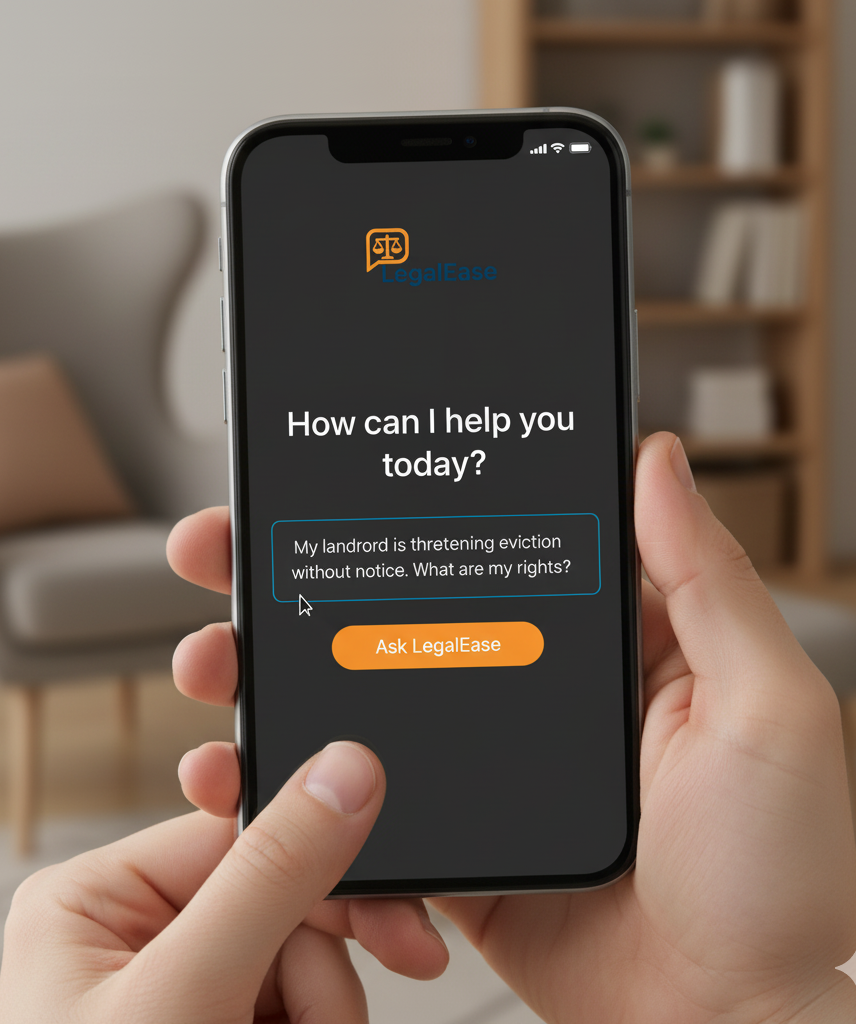 LegalEase
How can I help you
today?
My landrord is thretening eviction
without notice. What are my rights?
Ask LegalEase